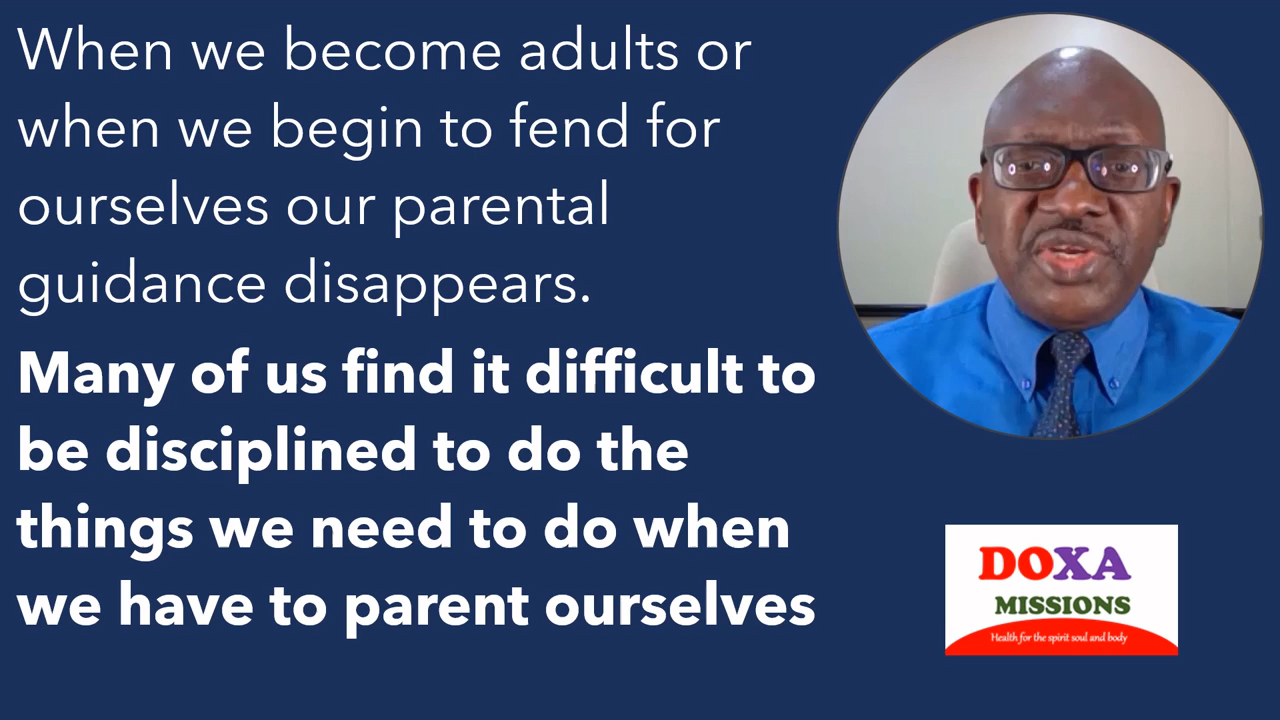 When we become adults or
when we begin to fend for
ourselves our parental
guidance disappears.
Many of us find it difficult to
be disciplined to do the
things we need to do when
we have to parent ourselves
DOXA
MISSIONS
Health for the spirit soul and body